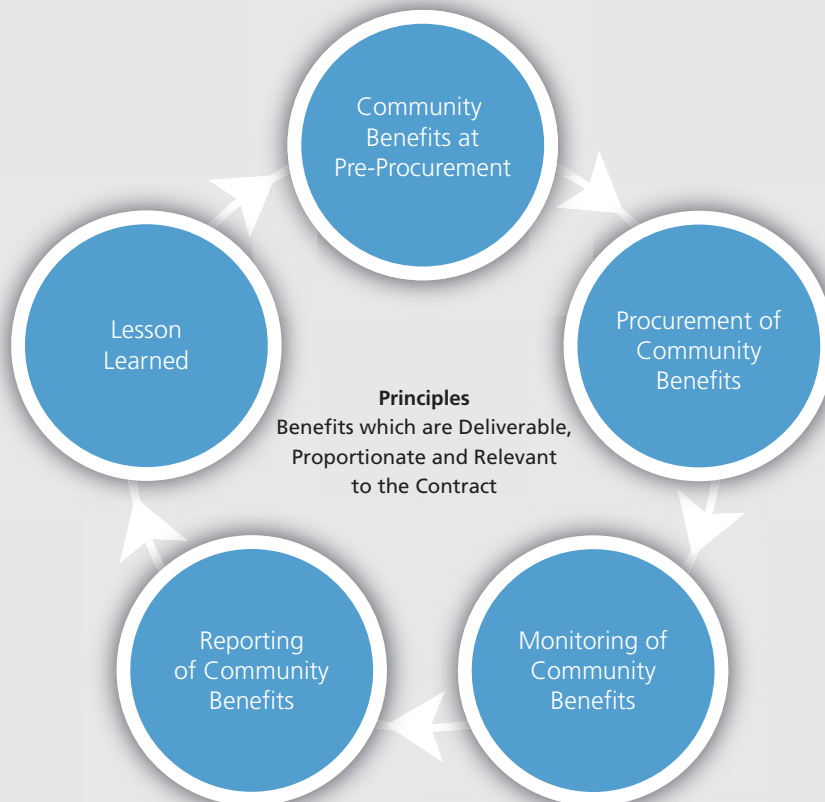 Community
Benefits at
Pre-Procurement
Procurement of
Community
Benefits
Monitoring of
Community
Benefits
Reporting
of Community
Benefits
Lesson
Learned
Principles
Benefits which are Deliverable,
Proportionate and Relevant
to the Contract